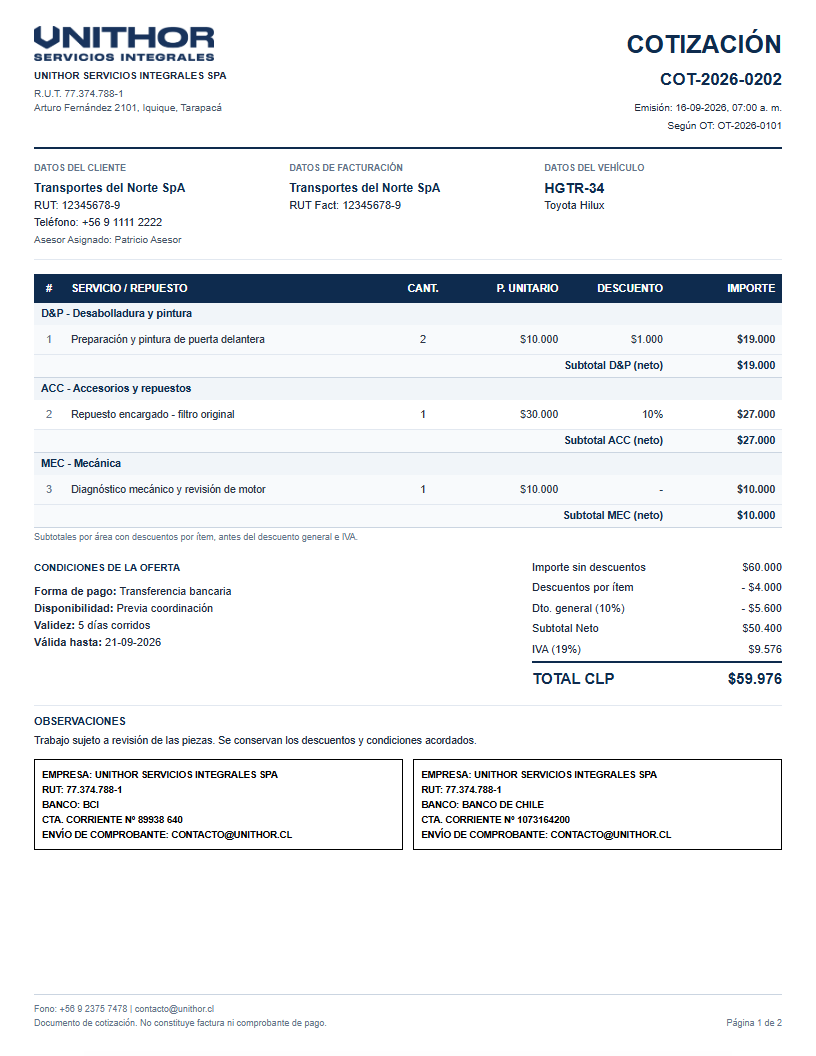 UNITHOR
SERVICIOS INTEGRALES
UNITHOR SERVICIOS INTEGRALES SPA
R.U.T. 77.374.788-1
Arturo Fernández 2101, Iquique, Tarapacá
COTIZACIÓN
COT-2026-0202
Emisión: 16-09-2026, 07:00 a. m.
Según OT: OT-2026-0101
DATOS DEL CLIENTE
Transportes del Norte SpA
RUT: 12345678-9
Teléfono: +56 9 1111 2222
Asesor Asignado: Patricio Asesor
DATOS DE FACTURACIÓN
Transportes del Norte SpA
RUT Fact: 12345678-9
DATOS DEL VEHÍCULO
HGTR-34
Toyota Hilux
# SERVICIO / REPUESTO CANT. P. UNITARIO DESCUENTO IMPORTE
D&P - Desabolladura y pintura
1 Preparación y pintura de puerta delantera 2 $10.000 $1.000 $19.000
Subtotal D&P (neto) $19.000
ACC - Accesorios y repuestos
2 Repuesto encargado - filtro original 1 $30.000 10% $27.000
Subtotal ACC (neto) $27.000
MEC - Mecánica
3 Diagnóstico mecánico y revisión de motor 1 $10.000 - $10.000
Subtotal MEC (neto) $10.000
Subtotales por área con descuentos por ítem, antes del descuento general e IVA.
CONDICIONES DE LA OFERTA
Forma de pago: Transferencia bancaria
Disponibilidad: Previa coordinación
Validez: 5 días corridos
Válida hasta: 21-09-2026
Importe sin descuentos $60.000
Descuentos por ítem - $4.000
Dto. general (10%) - $5.600
Subtotal Neto $50.400
IVA (19%) $9.576
TOTAL CLP $59.976
OBSERVACIONES
Trabajo sujeto a revisión de las piezas. Se conservan los descuentos y condiciones acordados.
EMPRESA: UNITHOR SERVICIOS INTEGRALES SPA
RUT: 77.374.788-1
BANCO: BCI
CTA. CORRIENTE Nº 89938 640
ENVÍO DE COMPROBANTE: CONTACTO@UNITHOR.CL
EMPRESA: UNITHOR SERVICIOS INTEGRALES SPA
RUT: 77.374.788-1
BANCO: BANCO DE CHILE
CTA. CORRIENTE Nº 1073164200
ENVÍO DE COMPROBANTE: CONTACTO@UNITHOR.CL
Fono: +56 9 2375 7478 | contacto@unithor.cl
Documento de cotización. No constituye factura ni comprobante de pago.
Página 1 de 2